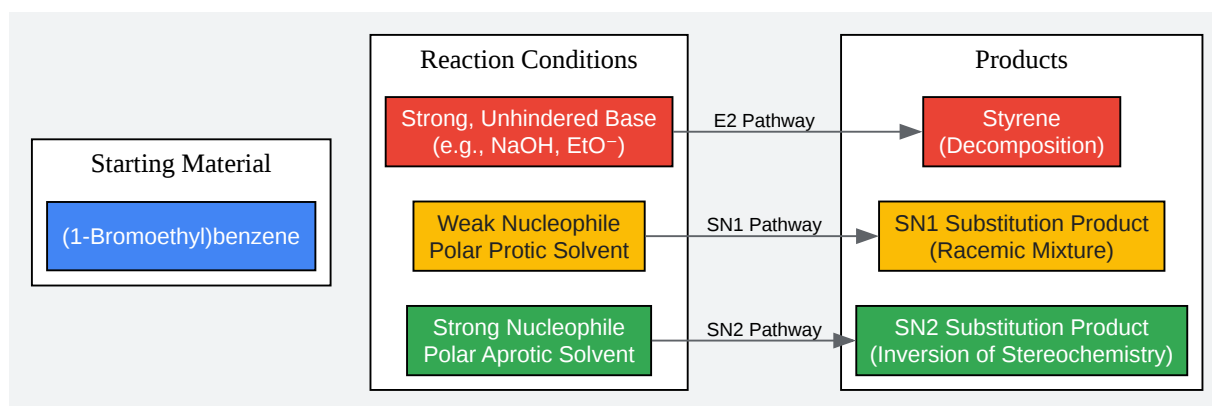 Starting Material
(1-Bromoethyl)benzene
Reaction Conditions
Strong, Unhindered Base
(e.g., NaOH, EtO⁻)
Weak Nucleophile
Polar Protic Solvent
Strong Nucleophile
Polar Aprotic Solvent
E2 Pathway
SN1 Pathway
SN2 Pathway
Products
Styrene
(Decomposition)
SN1 Substitution Product
(Racemic Mixture)
SN2 Substitution Product
(Inversion of Stereochemistry)